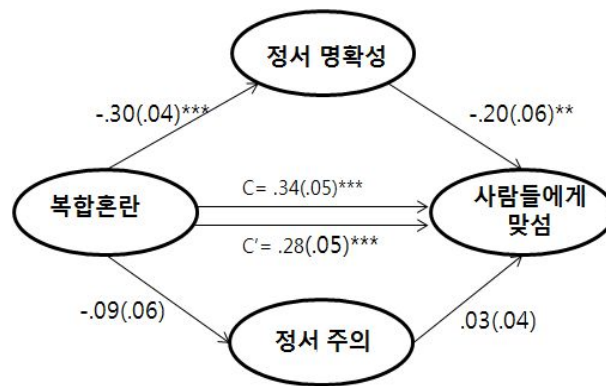 정서 명확성
-.30(.04)***
-.20(.06)**
복합혼란
C= .34(.05)***
C′= .28(.05)***
사람들에게
맞섬
-.09(.06)
정서 주의
.03(.04)